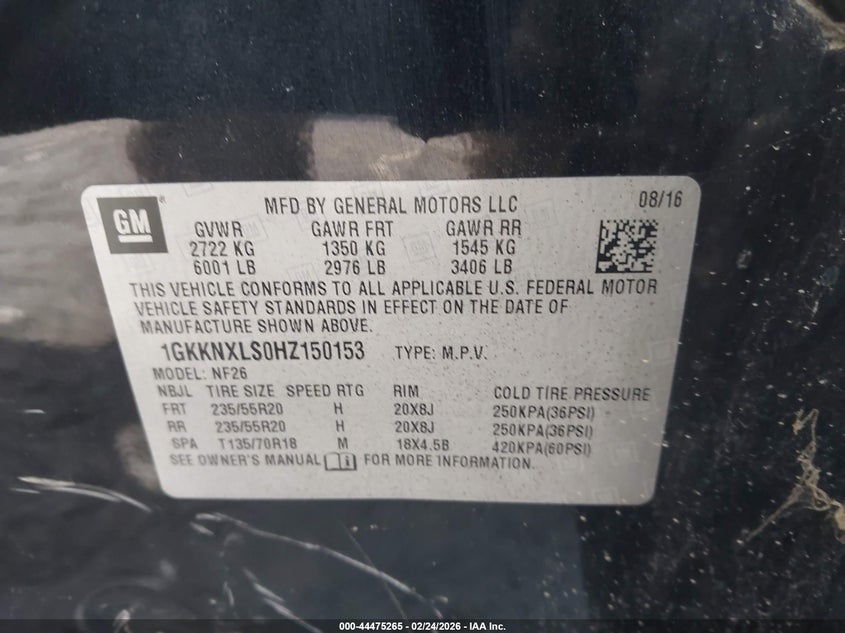 GM
MFD BY GENERAL MOTORS LLC 08/16
GVWR GAWR FRT GAWR RR
2722 KG 1350 KG 1545 KG
6001 LB 2976 LB 3406 LB
THIS VEHICLE CONFORMS TO ALL APPLICABLE U.S. FEDERAL MOTOR
VEHICLE SAFETY STANDARDS IN EFFECT ON THE DATE OF
MANUFACTURE SHOWN ABOVE.
1GKKNXLS0HZ150153 TYPE: M.P.V.
MODEL: NF26
NBJL TIRE SIZE SPEED RTG RIM COLD TIRE PRESSURE
FRT 235/55R20 H 20X8J 250KPA(36PSI)
RR 235/55R20 H 20X8J 250KPA(36PSI)
SPA T135/70R18 M 18X4.5B 420KPA(60PSI)
SEE OWNER'S MANUAL FOR MORE INFORMATION.
000-44475265 - 02/24/2026 - IAA Inc.